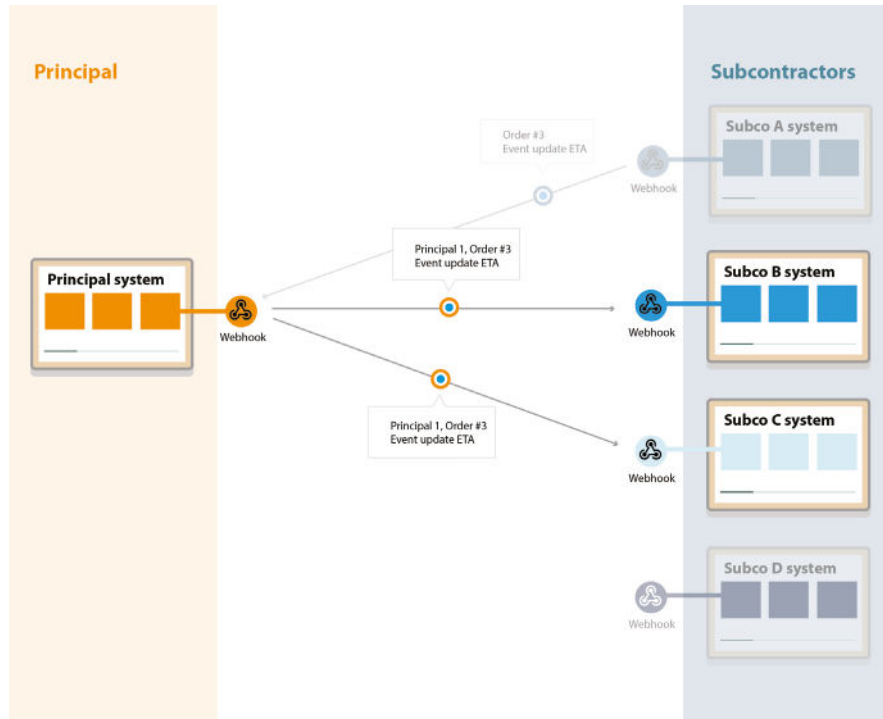 Principal
Subcontractors
Subco A system
Order #3
Event update ETA
Webhook
Principal 1, Order #3
Event update ETA
Principal system
Webhook
Subco B system
Webhook
Principal 1, Order #3
Event update ETA
Subco C system
Webhook
Subco D system
Webhook